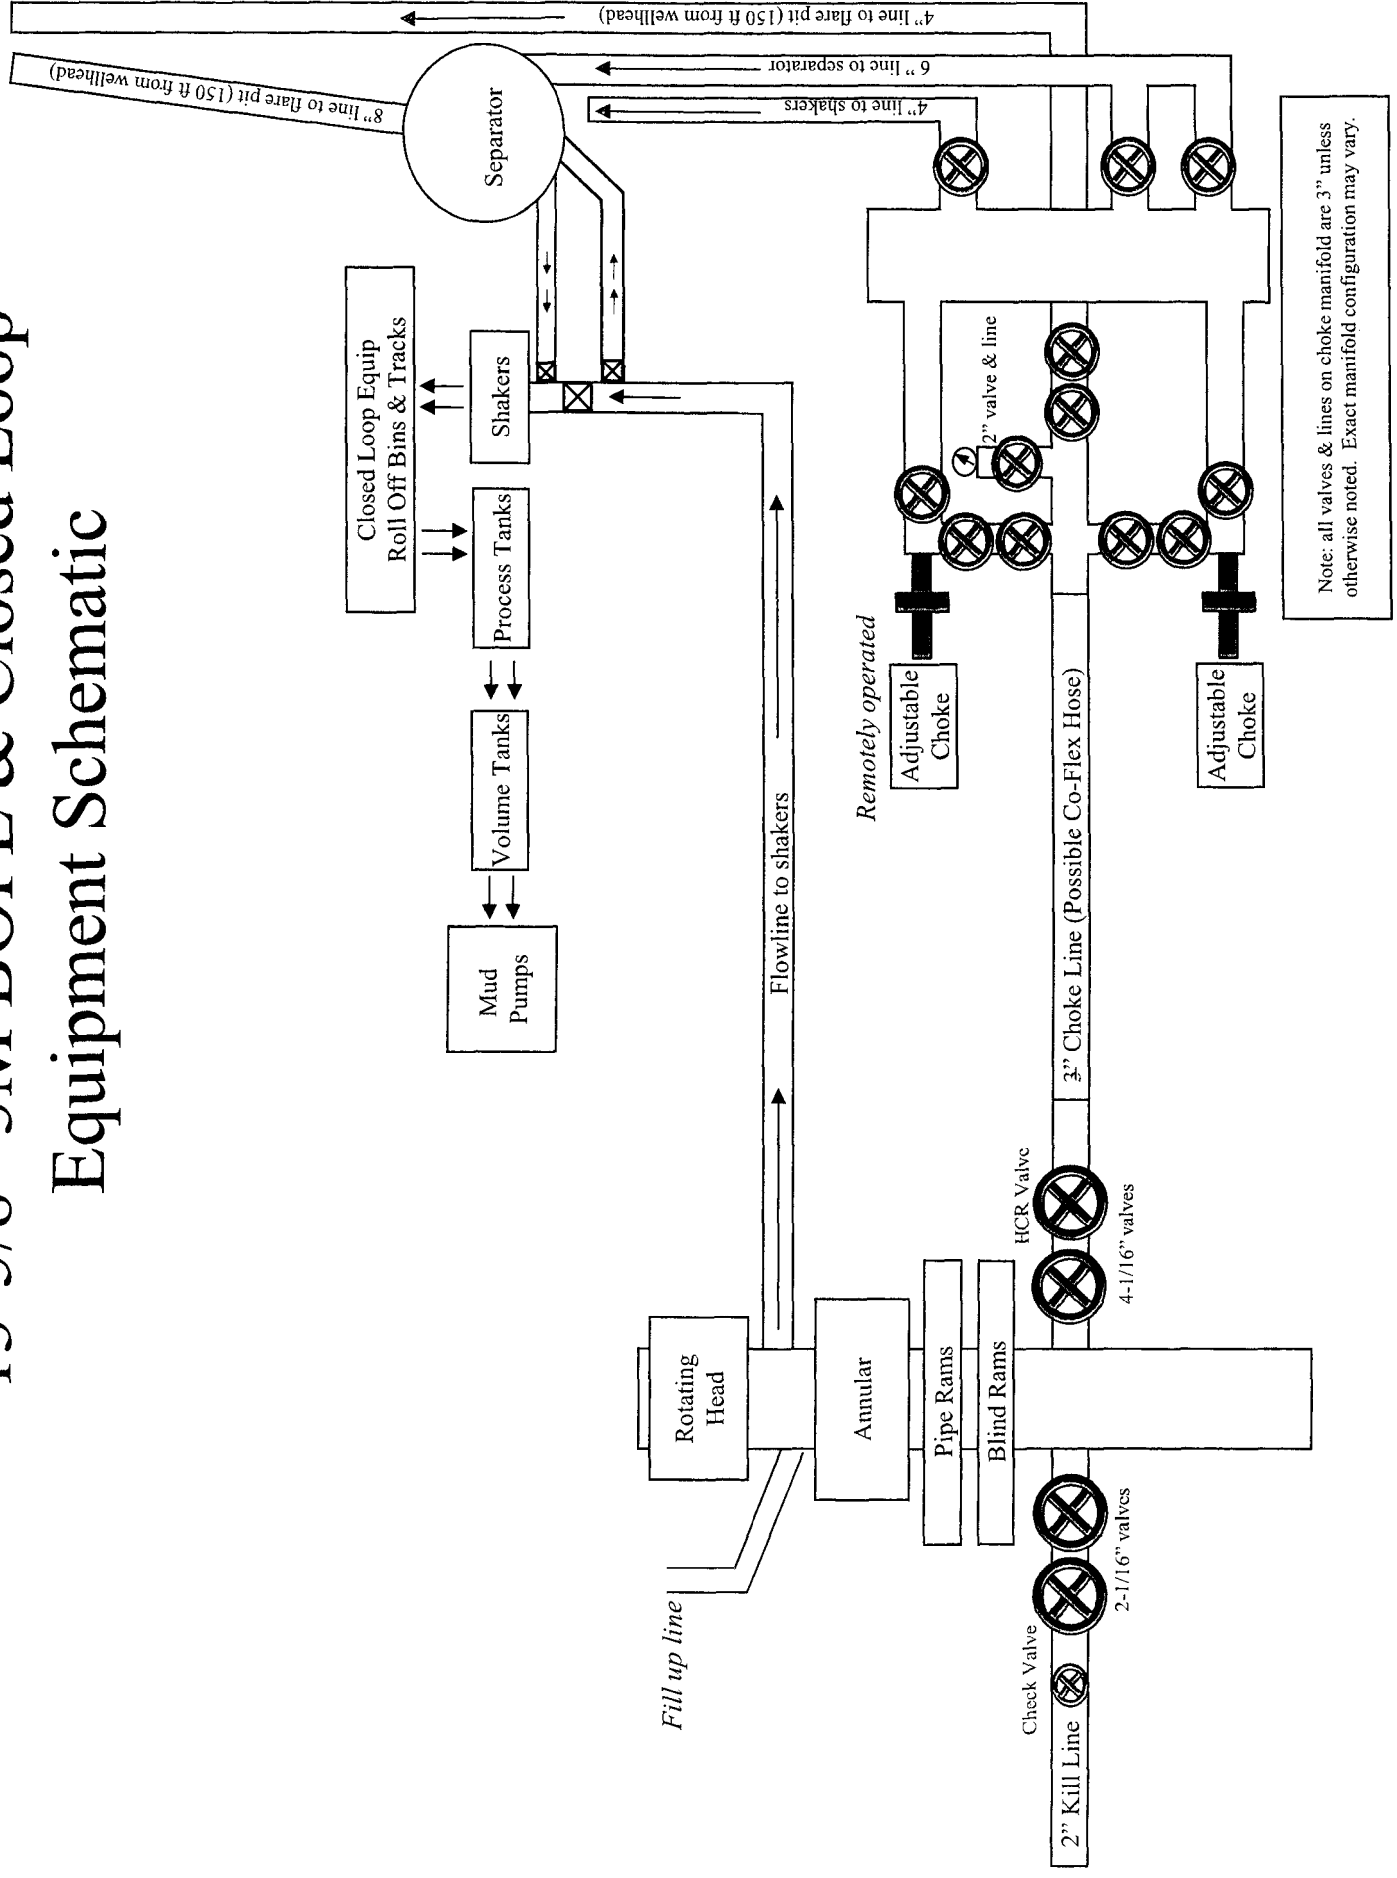 Equipment Schematic
4” line to flare pit (150 ft from wellhead)
8” line to flare pit (150 ft from wellhead)
6” line to separator
4” line to shakers
Separator
Closed Loop Equip
Roll Off Bins & Tracks
Shakers
Process Tanks
Volume Tanks
Mud
Pumps
Flowline to shakers
2” valve & line
Remotely operated
Adjustable
Choke
Adjustable
Choke
Note: all valves & lines on choke manifold are 3” unless
otherwise noted. Exact manifold configuration may vary.
3” Choke Line (Possible Co-Flex Hose)
HCR Valve
4-1/16” valves
Rotating
Head
Annular
Pipe Rams
Blind Rams
Fill up line
2-1/16” valves
Check Valve
2” Kill Line